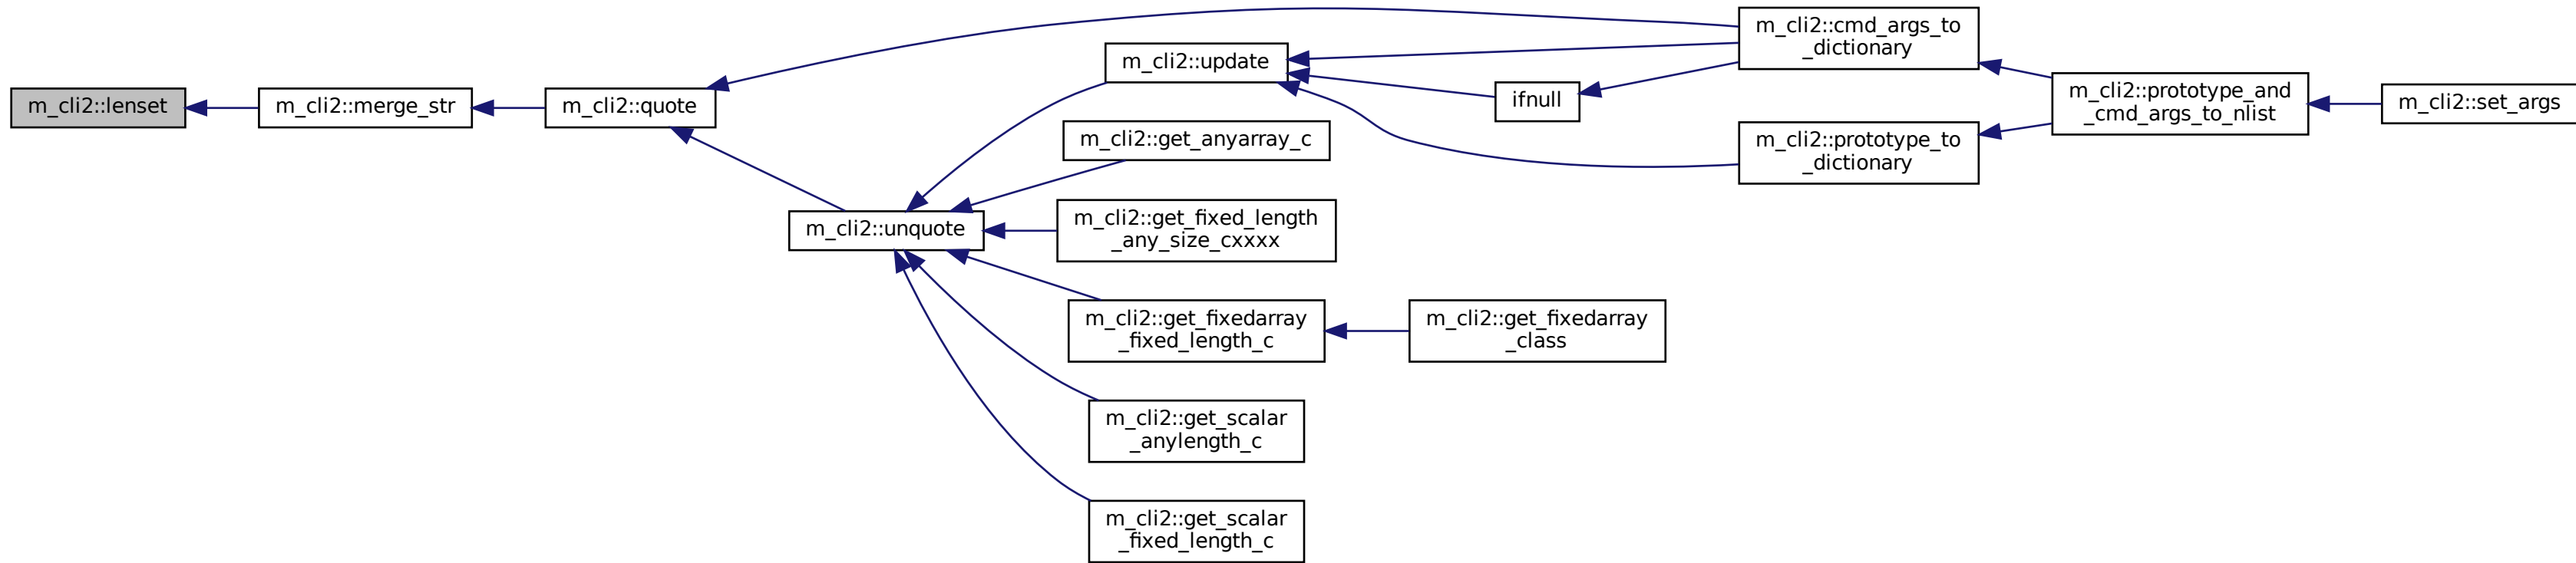 m_cli2::lenset
m_cli2::merge_str
m_cli2::quote
m_cli2::unquote
m_cli2::update
m_cli2::get_anyarray_c
m_cli2::get_fixed_length
_any_size_cxxxx
m_cli2::get_fixedarray
_fixed_length_c
m_cli2::get_scalar
_anylength_c
m_cli2::get_scalar
_fixed_length_c
ifnull
m_cli2::get_fixedarray
_class
m_cli2::cmd_args_to
_dictionary
m_cli2::prototype_to
_dictionary
m_cli2::prototype_and
_cmd_args_to_nlist
m_cli2::set_args